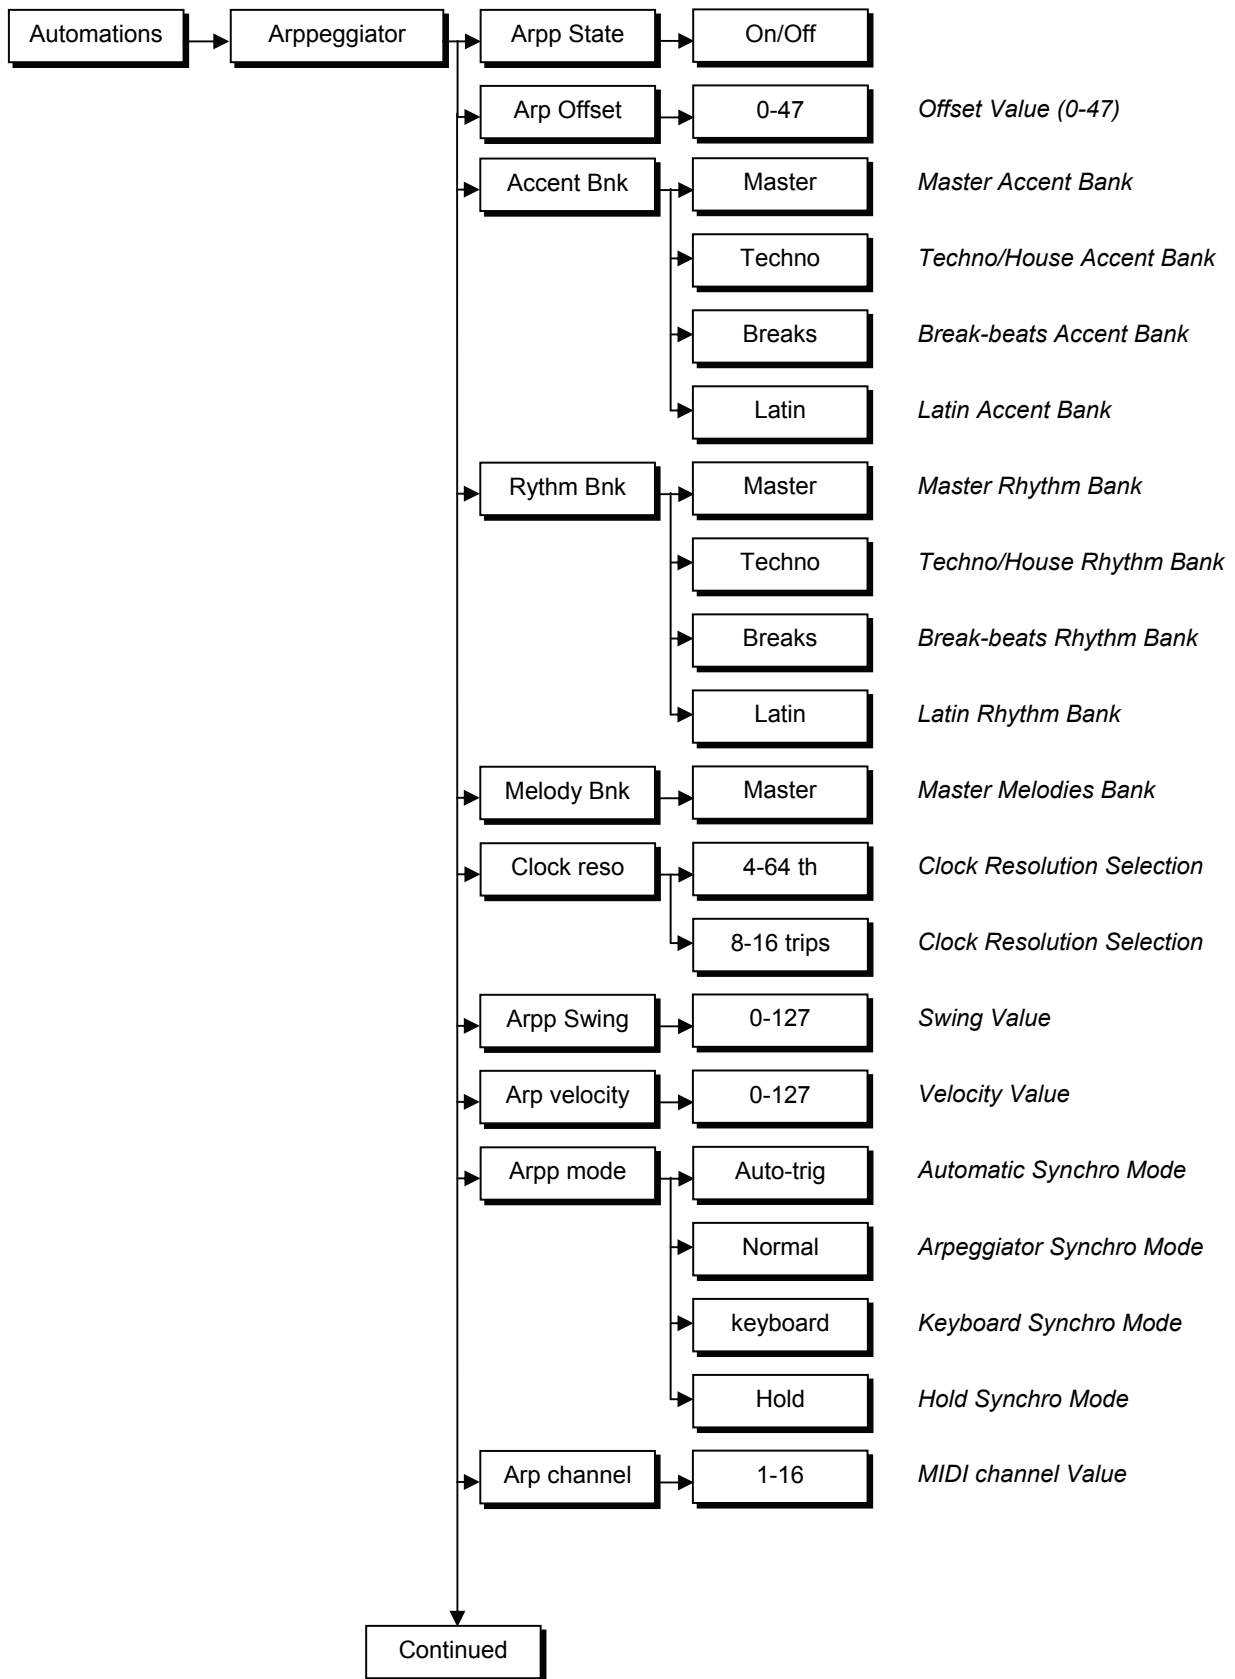 Automations
Arppeggiator
Arpp State
On/Off
Arp Offset
0-47
Offset Value (0-47)
Accent Bnk
Master
Master Accent Bank
Techno
Techno/House Accent Bank
Breaks
Break-beats Accent Bank
Latin
Latin Accent Bank
Rythm Bnk
Master
Master Rhythm Bank
Techno
Techno/House Rhythm Bank
Breaks
Break-beats Rhythm Bank
Latin
Latin Rhythm Bank
Melody Bnk
Master
Master Melodies Bank
Clock reso
4-64 th
Clock Resolution Selection
8-16 trips
Clock Resolution Selection
Arpp Swing
0-127
Swing Value
Arp velocity
0-127
Velocity Value
Arpp mode
Auto-trig
Automatic Synchro Mode
Normal
Arpeggiator Synchro Mode
keyboard
Keyboard Synchro Mode
Hold
Hold Synchro Mode
Arp channel
1-16
MIDI channel Value
Continued